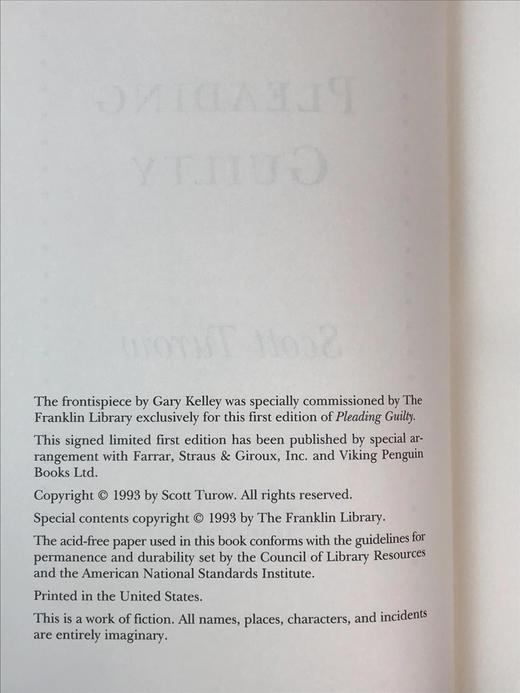 PLEADING
GUILTY
Scott Turow
The frontispiece by Gary Kelley was specially commissioned by The
Franklin Library exclusively for this first edition of Pleading Guilty.
This signed limited first edition has been published by special ar-
rangement with Farrar, Straus & Giroux, Inc. and Viking Penguin
Books Ltd.
Copyright © 1993 by Scott Turow. All rights reserved.
Special contents copyright © 1993 by The Franklin Library.
The acid-free paper used in this book conforms with the guidelines for
permanence and durability set by the Council of Library Resources
and the American National Standards Institute.
Printed in the United States.
This is a work of fiction. All names, places, characters, and incidents
are entirely imaginary.